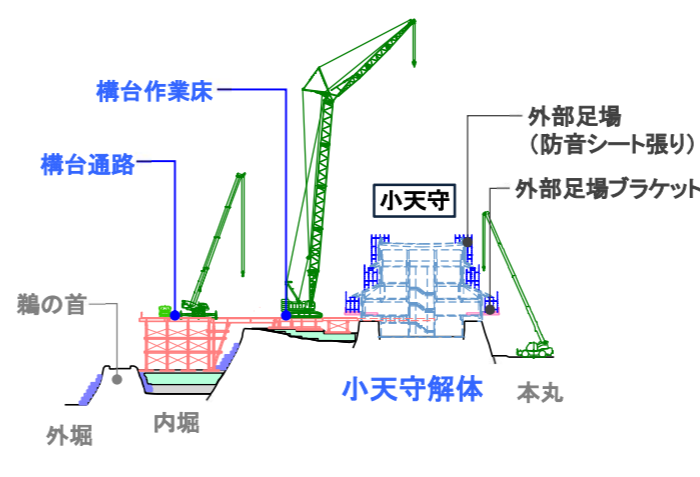 構台作業床
外部足場
（防音シート張り）
構台通路
外部足場ブラケット
小天守
鵜の首
小天守解体
本丸
内堀
外堀